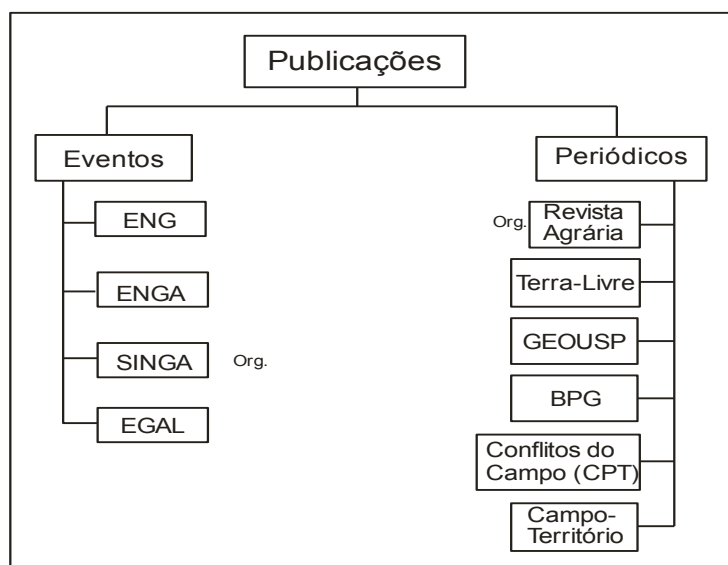 Publicações
Eventos
ENG
ENGA
SINGA Org.
EGAL
Periódicos
Org. Revista
Agrária
Terra-Livre
GEOUSP
BPG
Conflitos do
Campo (CPT)
Campo-
Território